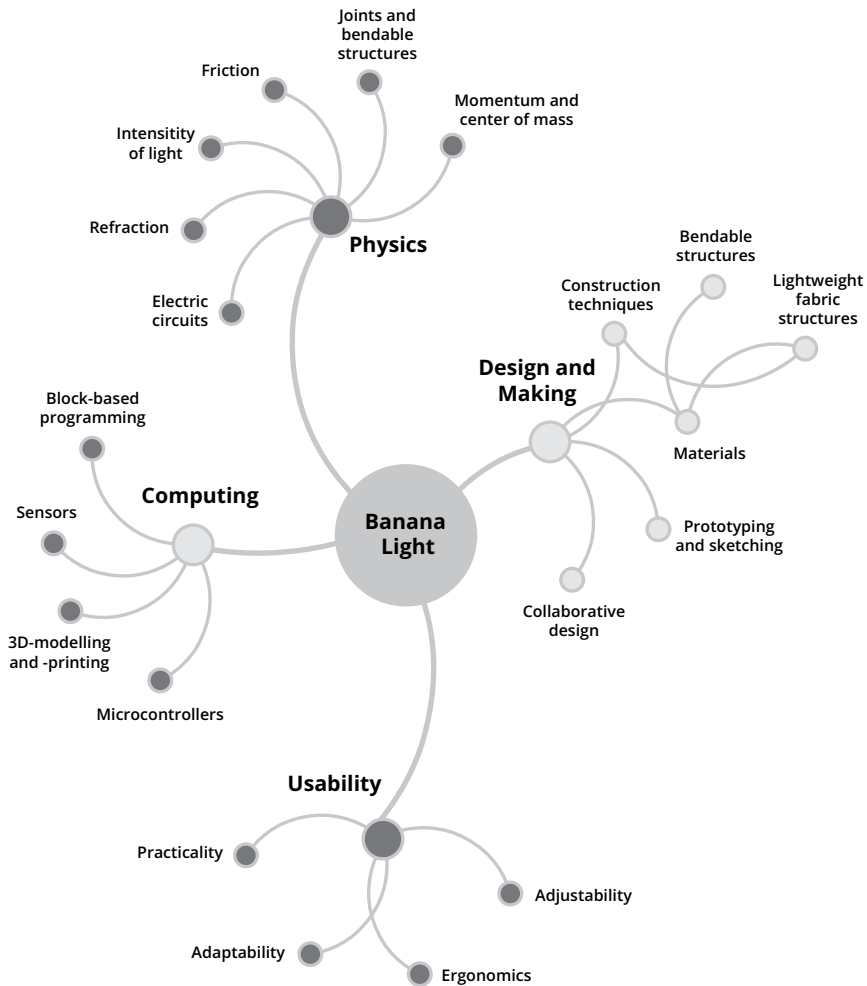 Joints and
bendable
structures
Friction
Momentum and
center of mass
Intensitity
of light
Refraction
Physics
Electric
circuits
Bendable
structures
Construction
techniques
Lightweight
fabric
structures
Design and
Making
Materials
Prototyping
and sketching
Collaborative
design
Block-based
programming
Computing
Sensors
3D-modelling
and -printing
Microcontrollers
Banana
Light
Usability
Practicality
Adjustability
Adaptability
Ergonomics